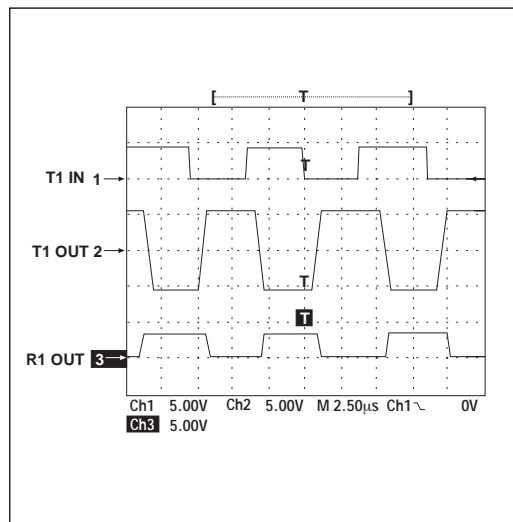 [ T ]
T1 IN 1
T
T1 OUT 2
T
T
R1 OUT 3
Ch1 5.00V Ch2 5.00V M 2.50μs Ch1 0V
Ch3 5.00V